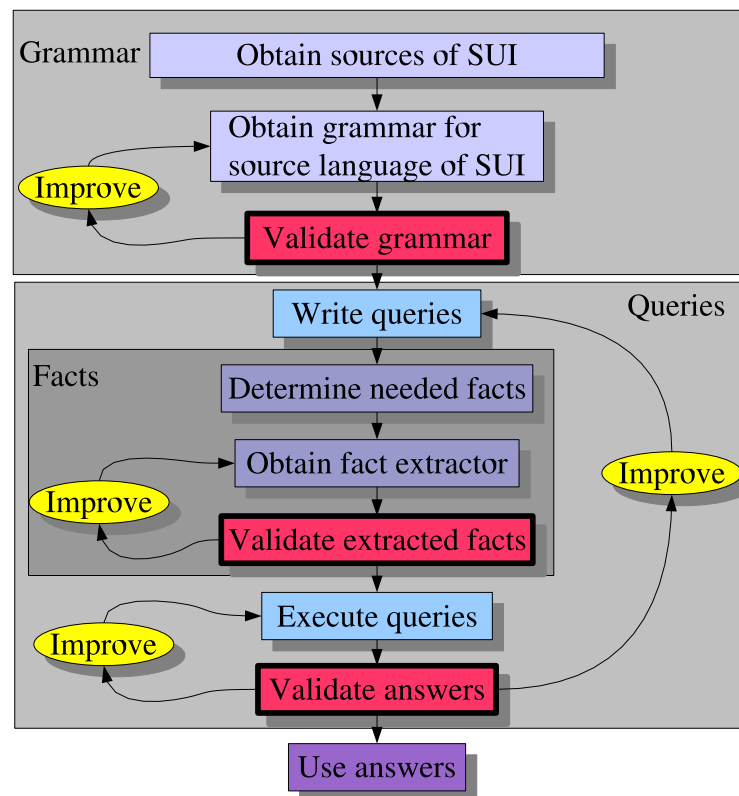 Grammar
Obtain sources of SUI
Obtain grammar for
source language of SUI
Improve
Validate grammar
Write queries
Queries
Facts
Determine needed facts
Obtain fact extractor
Improve
Improve
Validate extracted facts
Execute queries
Improve
Validate answers
Use answers